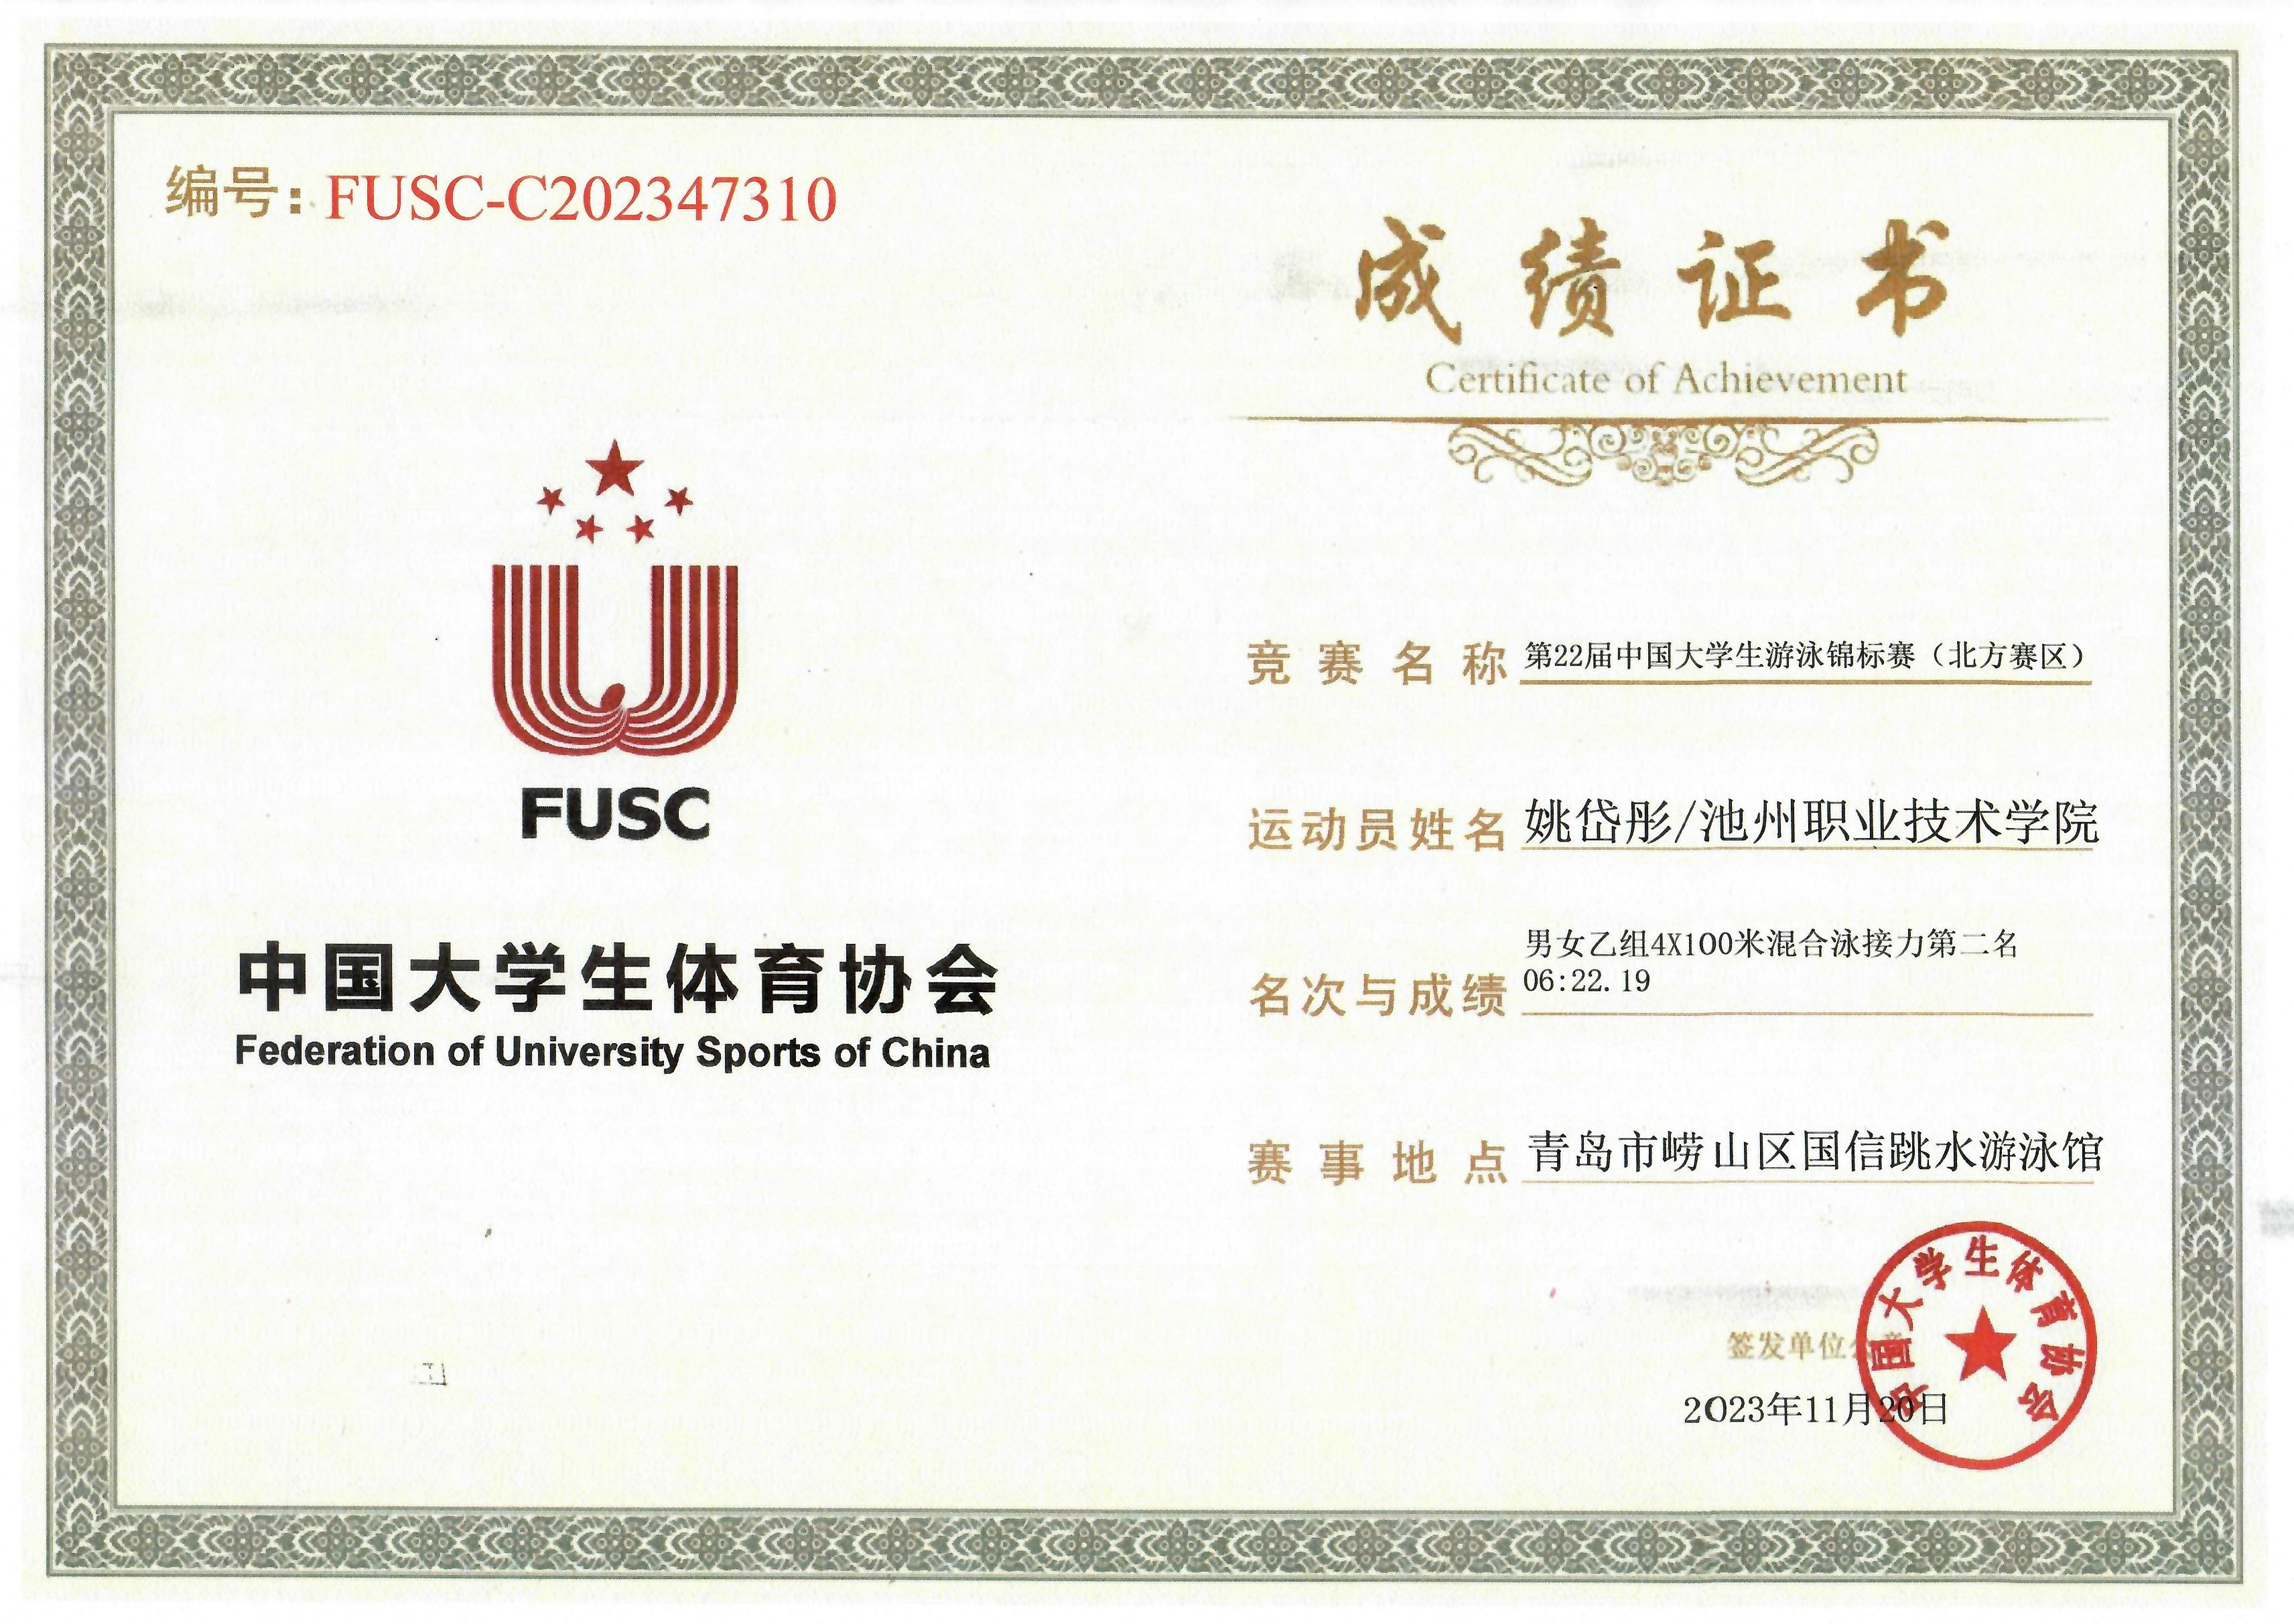 编号：FUSC-C202347310
成绩证书
Certificate of Achievement
FUSC
中国大学生体育协会
Federation of University Sports of China
竞赛名称 第22届中国大学生游泳锦标赛（北方赛区）
运动员姓名 姚岱彤/池州职业技术学院
名次与成绩 男女乙组4X100米混合泳接力第二名
06:22.19
赛事地点 青岛市崂山区国信跳水游泳馆
签发单位公章
2023年11月20日
中国大学生体育协会